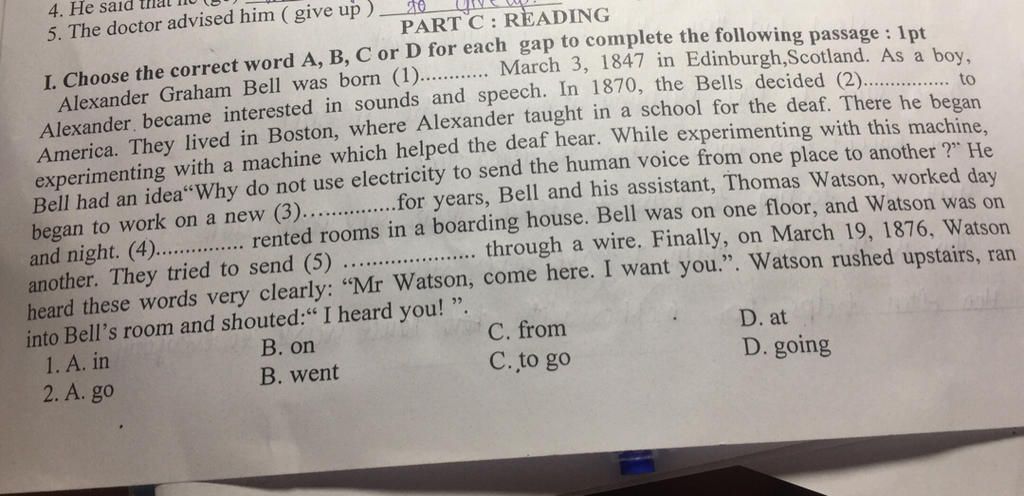 4. He said that he
5. The doctor advised him ( give up ) to give up.
PART C : READING
I. Choose the correct word A, B, C or D for each gap to complete the following passage : 1pt
Alexander Graham Bell was born (1)............ March 3, 1847 in Edinburgh,Scotland. As a boy,
Alexander became interested in sounds and speech. In 1870, the Bells decided (2)............... to
America. They lived in Boston, where Alexander taught in a school for the deaf. There he began
experimenting with a machine which helped the deaf hear. While experimenting with this machine,
Bell had an idea“Why do not use electricity to send the human voice from one place to another ?” He
began to work on a new (3)................for years, Bell and his assistant, Thomas Watson, worked day
and night. (4)............... rented rooms in a boarding house. Bell was on one floor, and Watson was on
another. They tried to send (5) ....................... through a wire. Finally, on March 19, 1876, Watson
heard these words very clearly: “Mr Watson, come here. I want you.”. Watson rushed upstairs, ran
into Bell’s room and shouted:“ I heard you! ”.
1. A. in B. on C. from D. at
2. A. go B. went C. to go D. going